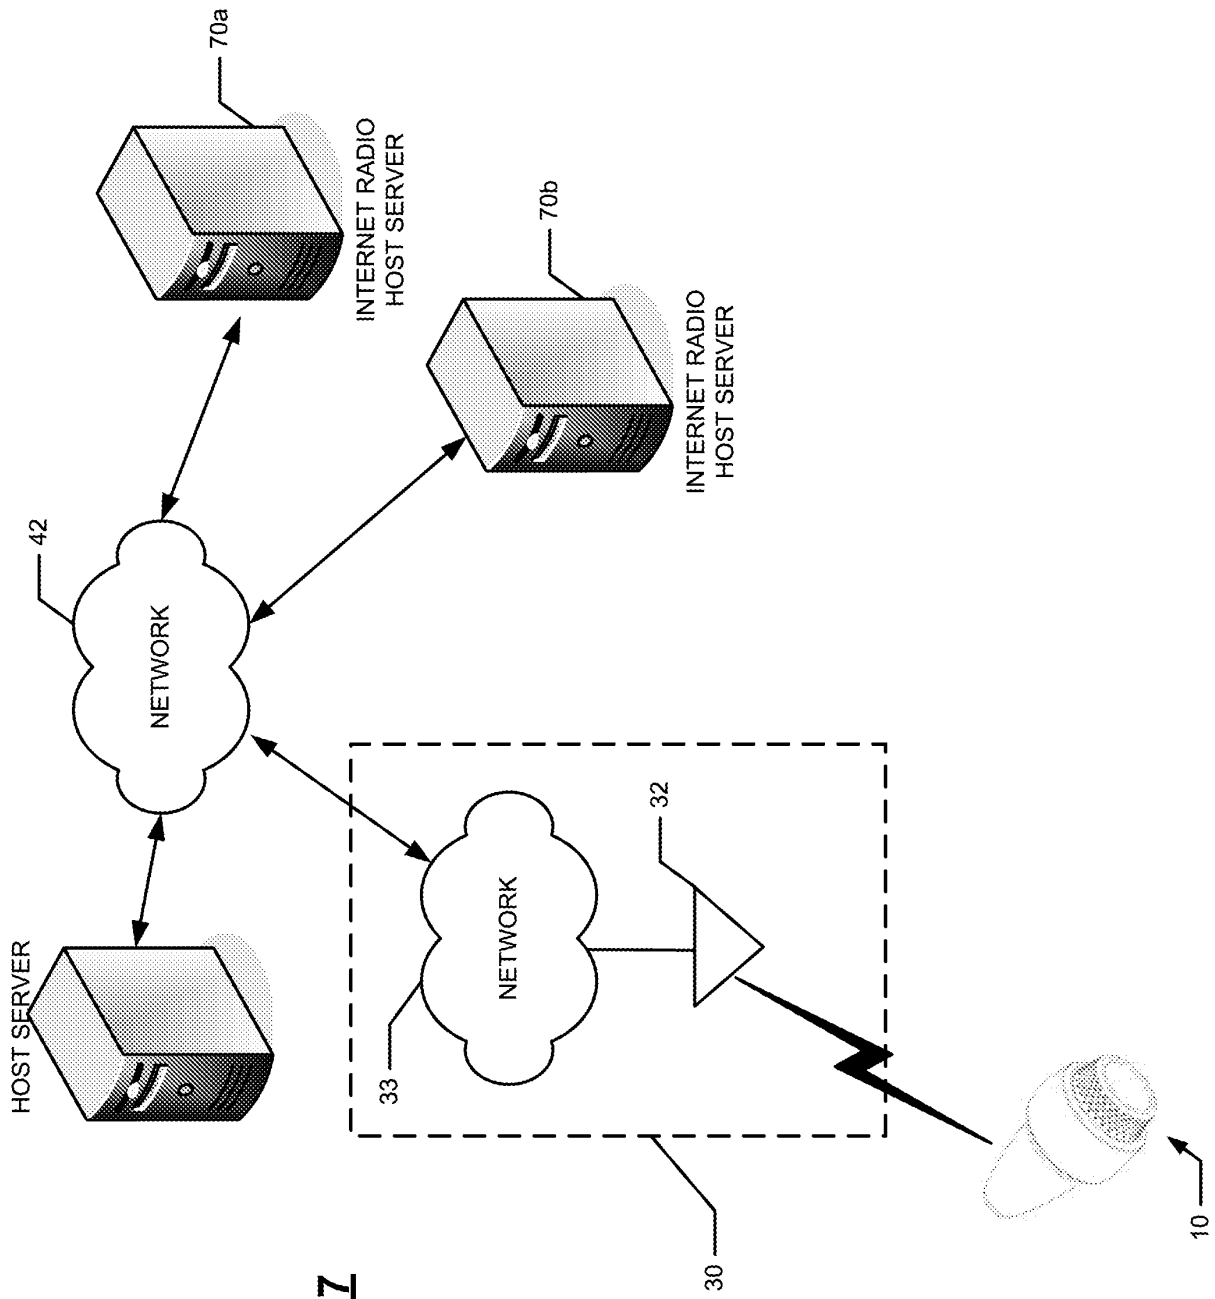 HOST SERVER
42
NETWORK
70a
INTERNET RADIO
HOST SERVER
70b
INTERNET RADIO
HOST SERVER
33
NETWORK
32
30
10
7